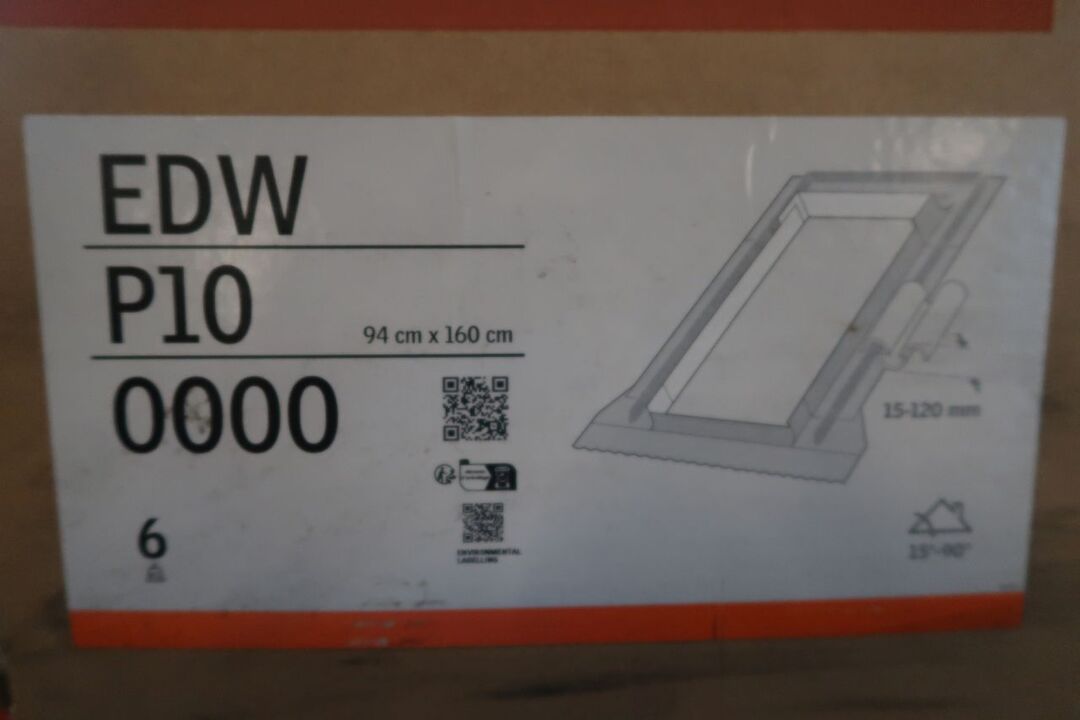 EDW
P10
94 cm x 160 cm
0000
15-120 mm
6
ENVIRONMENTAL
LABELLING
15°-90°